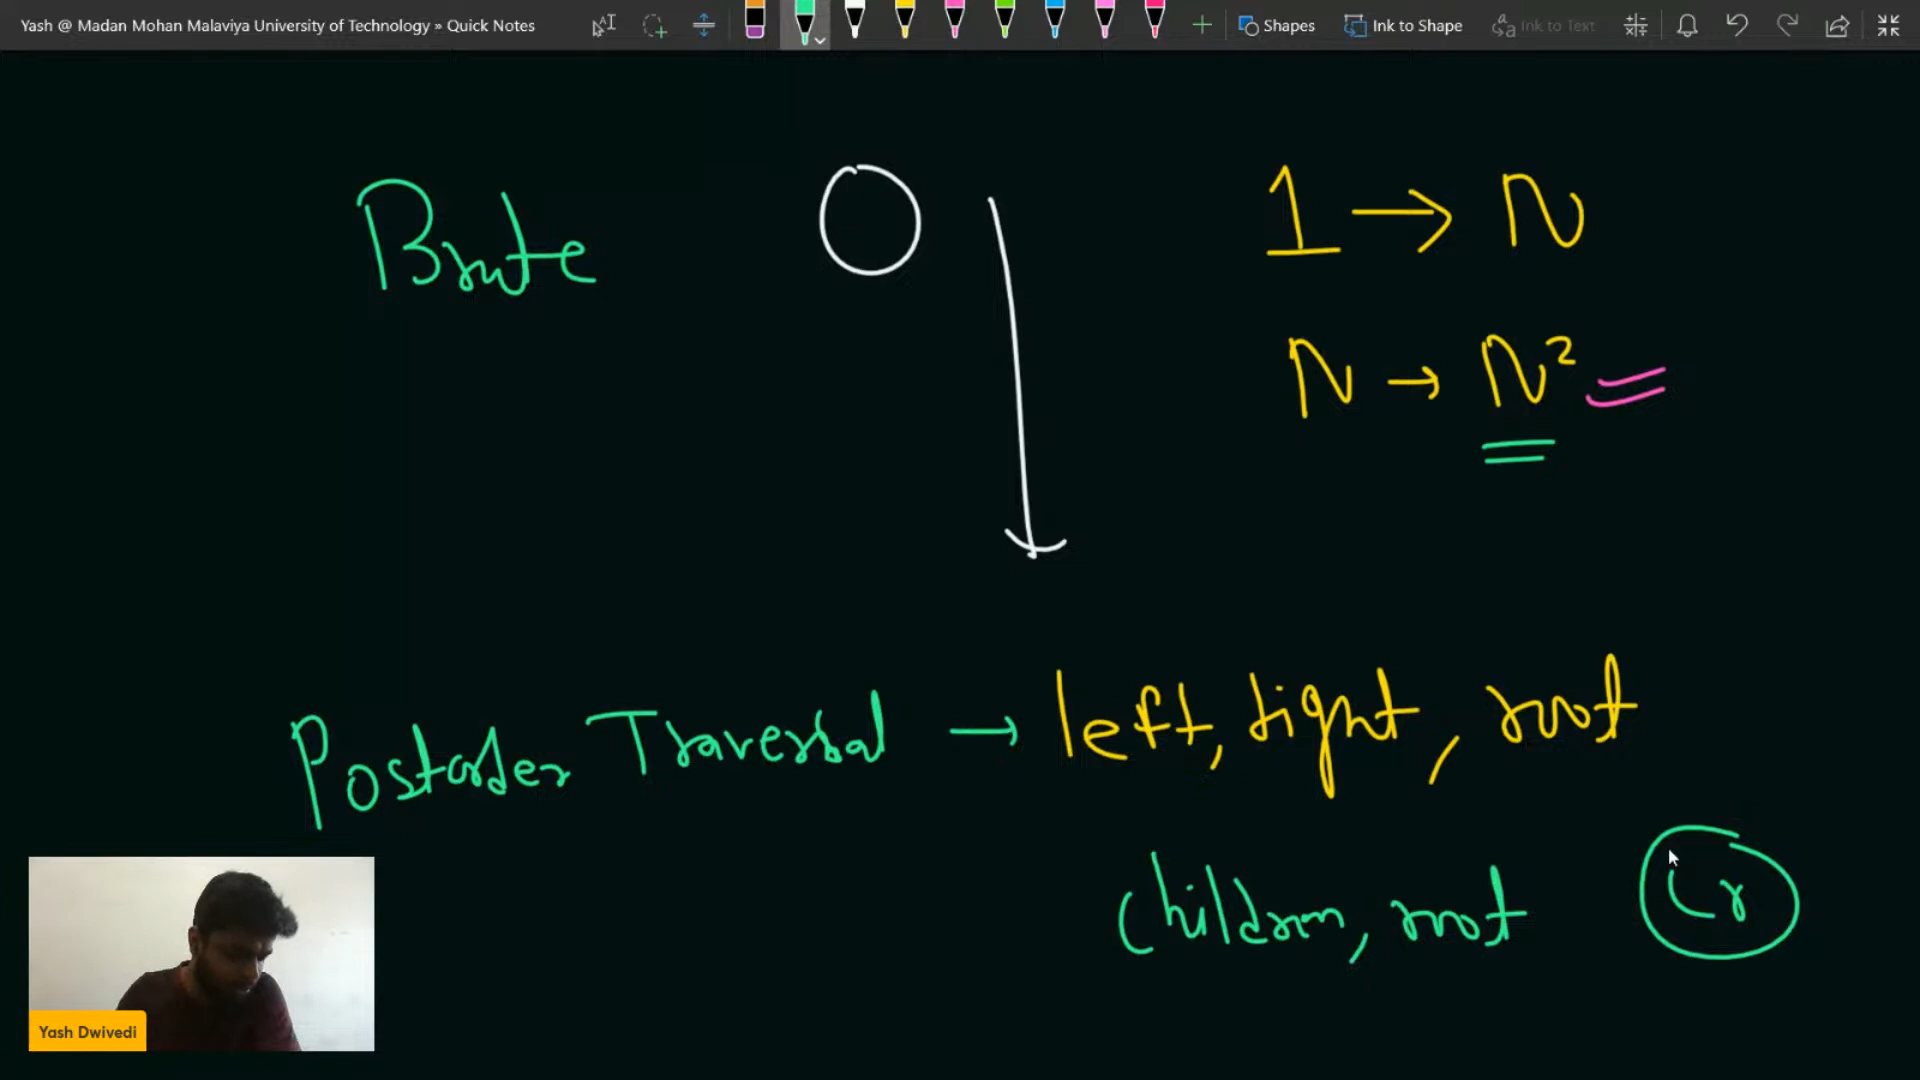 Yash @ Madan Mohan Malaviya University of Technology » Quick Notes
Shapes
Ink to Shape
Ink to Text
Brute
1 → N
N → N²
Postorder Traversal → left, right, root
children, root
Cr
Yash Dwivedi